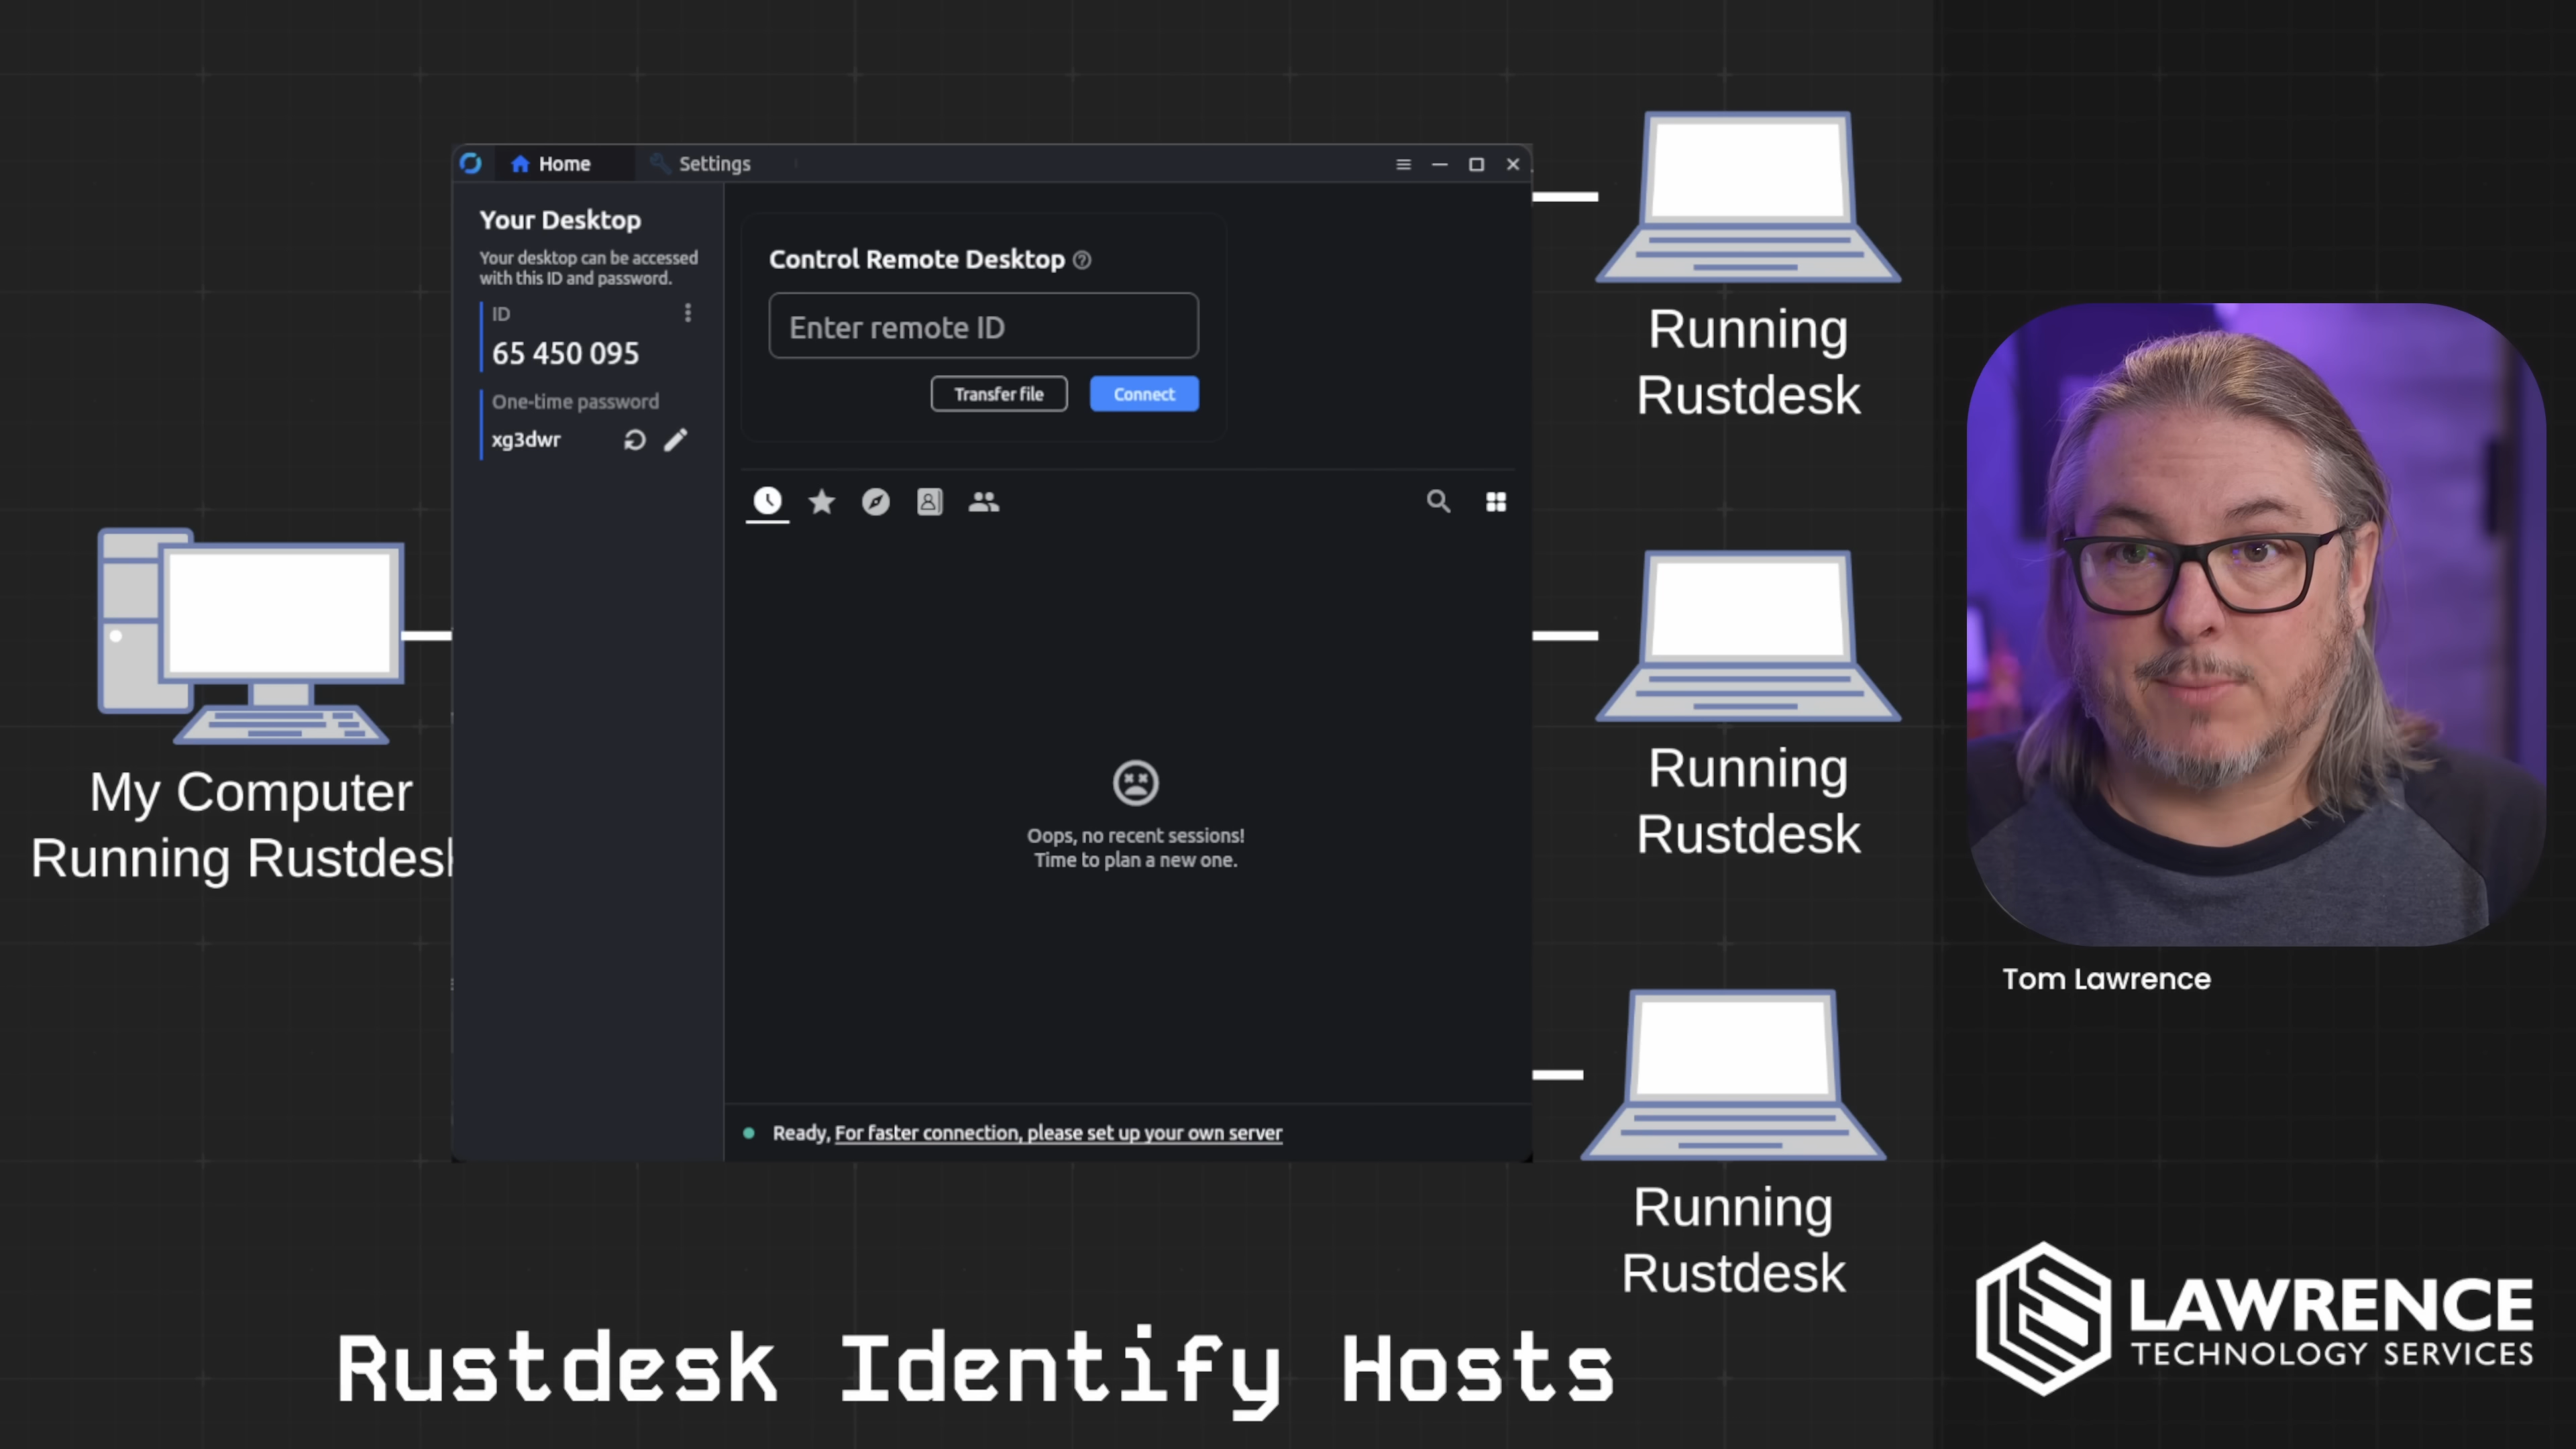 Home
Settings
Your Desktop
Your desktop can be accessed
with this ID and password.
ID
65 450 095
One-time password
xg3dwr
Control Remote Desktop
Enter remote ID
Transfer file
Connect
Oops, no recent sessions!
Time to plan a new one.
Ready, For faster connection, please set up your own server
My Computer
Running Rustdesk
Running
Rustdesk
Running
Rustdesk
Running
Rustdesk
Tom Lawrence
Rustdesk Identify Hosts
LAWRENCE
TECHNOLOGY SERVICES